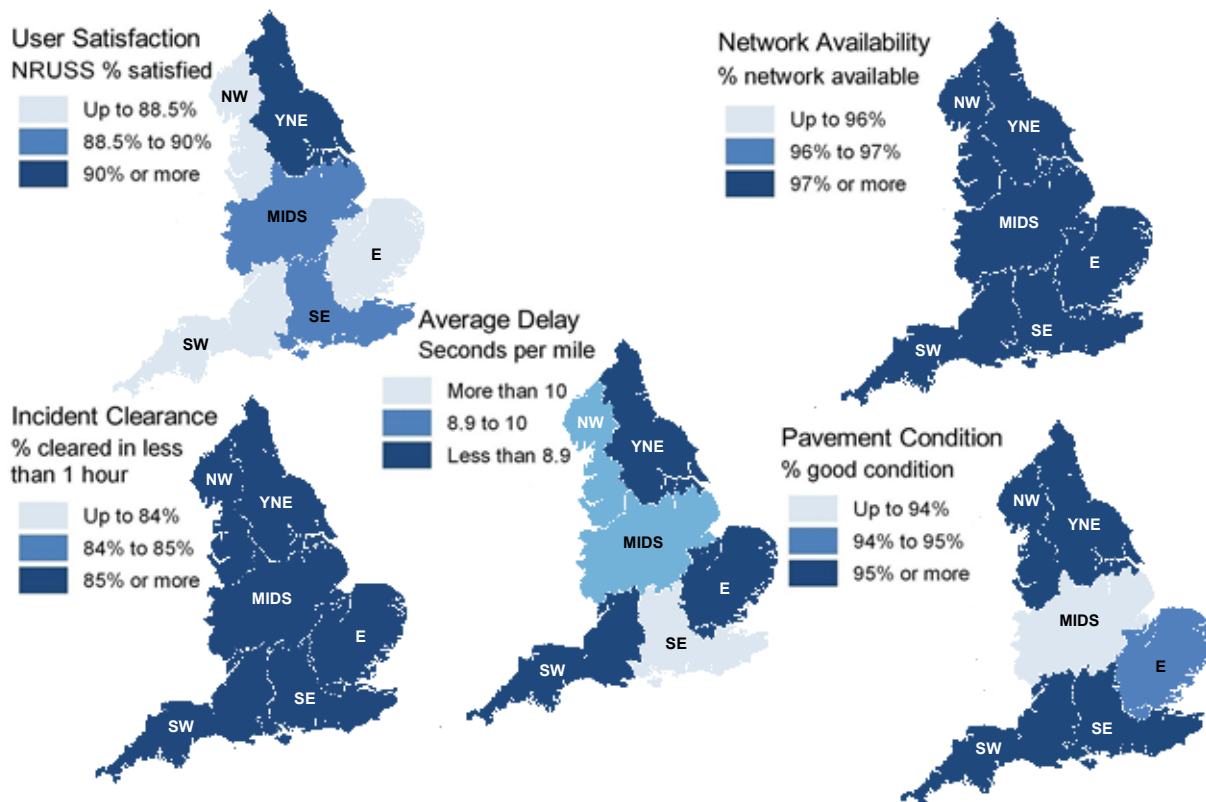 User Satisfaction
NRUSS % satisfied
Up to 88.5%
88.5% to 90%
90% or more
NW
YNE
MIDS
E
SE
SW
Network Availability
% network available
Up to 96%
96% to 97%
97% or more
NW
YNE
MIDS
E
SE
SW
Average Delay
Seconds per mile
More than 10
8.9 to 10
Less than 8.9
NW
YNE
MIDS
E
SE
SW
Incident Clearance
% cleared in less
than 1 hour
Up to 84%
84% to 85%
85% or more
NW
YNE
MIDS
E
SE
SW
Pavement Condition
% good condition
Up to 94%
94% to 95%
95% or more
NW
YNE
MIDS
E
SE
SW